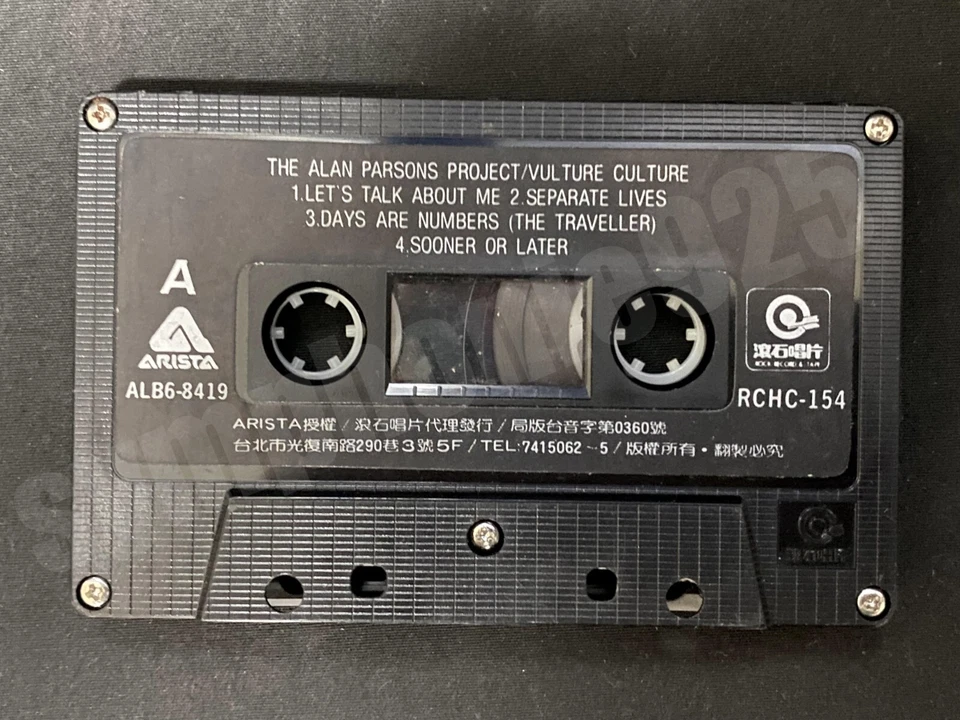 THE ALAN PARSONS PROJECT/VULTURE CULTURE
1.LET'S TALK ABOUT ME 2.SEPARATE LIVES
3.DAYS ARE NUMBERS (THE TRAVELLER)
4.SOONER OR LATER
A
ARISTA
滾石唱片
ROCK RECORD & TAPE
ALB6-8419
RCHC-154
ARISTA授權/滾石唱片代理發行/局版台音字第0360號
台北市光復南路290巷3號5F/TEL:7415062~5/版權所有·翻製必究